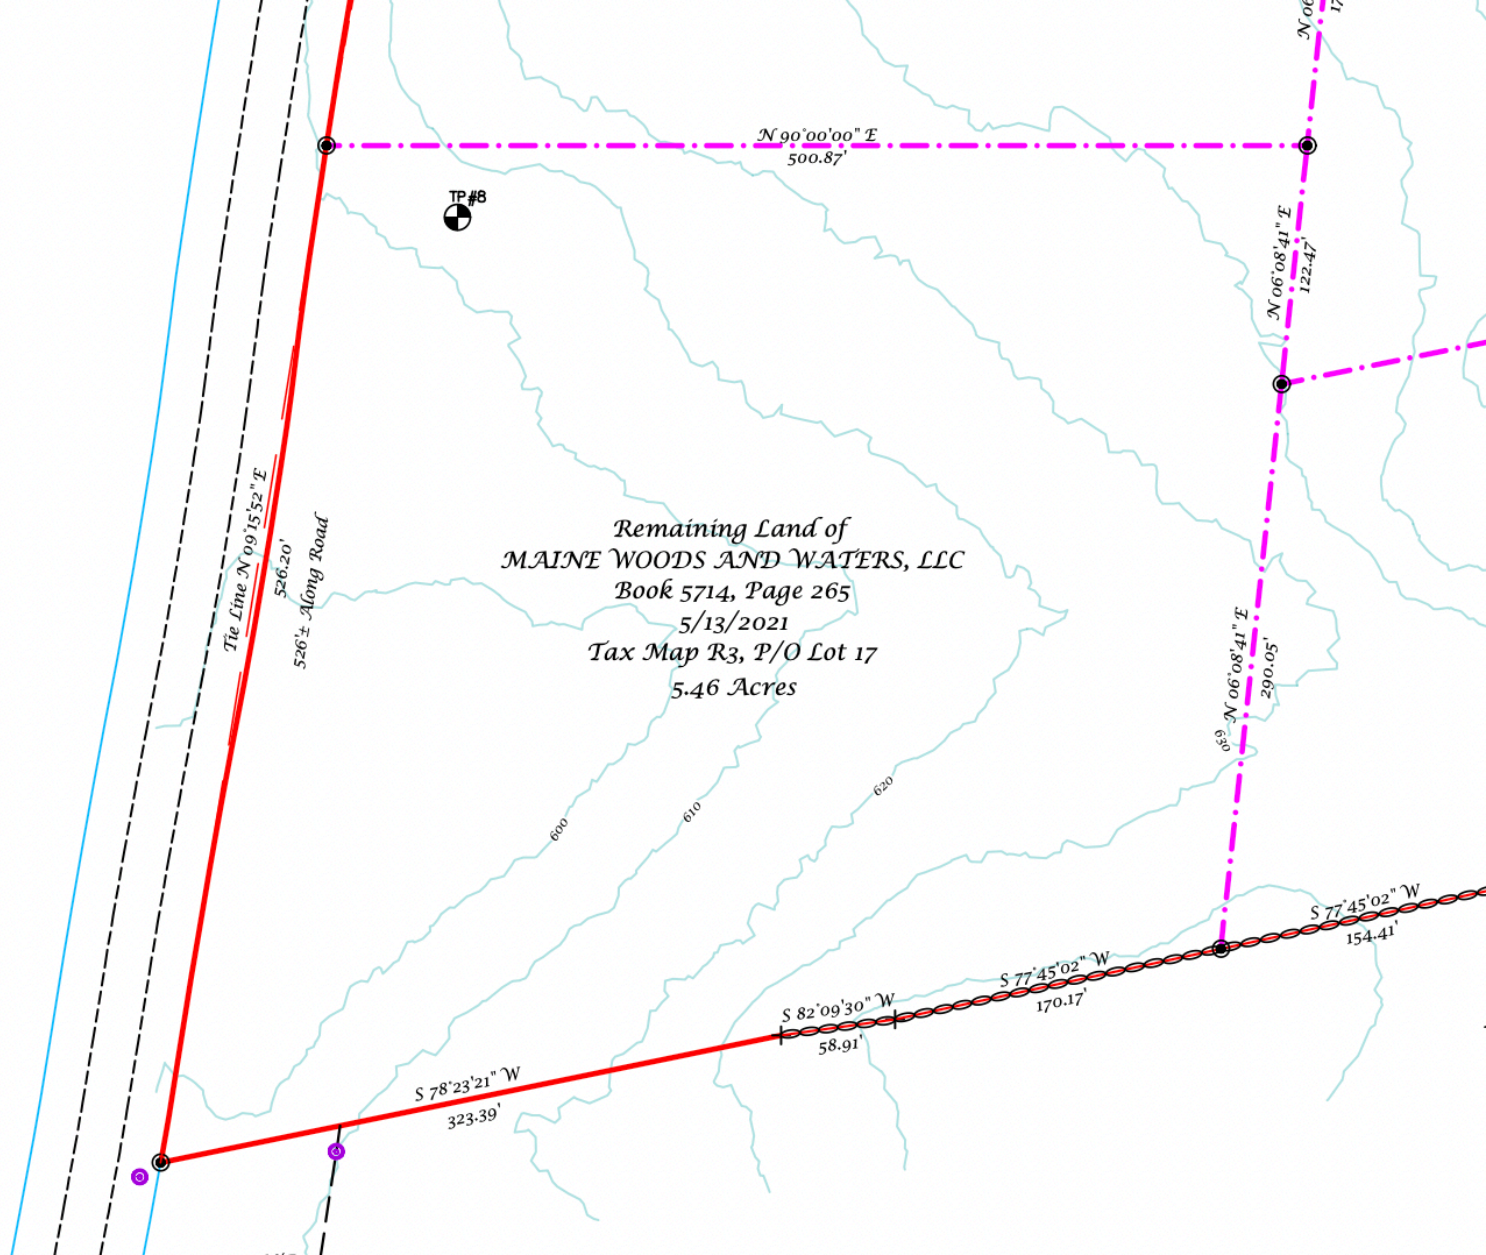 N 06
17
N 90°00'00" E
500.87'
TP #8
N 06°08'41" E
122.47'
Tie Line N 09°15'52" E
526.20'
526'± Along Road
Remaining Land of
MAINE WOODS AND WATERS, LLC
Book 5714, Page 265
5/13/2021
Tax Map R3, P/O Lot 17
5.46 Acres
N 06°08'41" E
290.05'
630
620
610
600
S 77°45'02" W
154.41'
S 77°45'02" W
170.17'
S 82°09'30" W
58.91'
S 78°23'21" W
323.39'